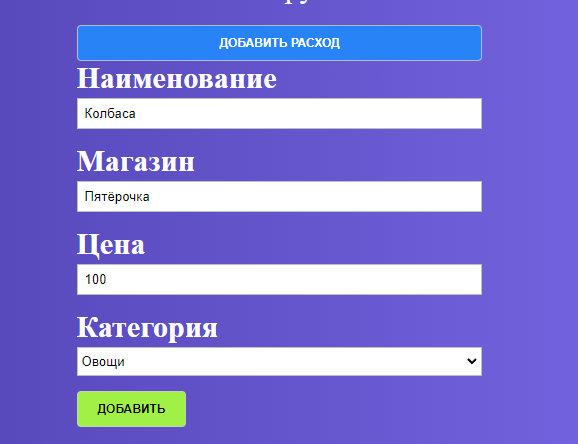 ДОБАВИТЬ РАСХОД
Наименование
Колбаса
Магазин
Пятёрочка
Цена
100
Категория
Овощи
ДОБАВИТЬ